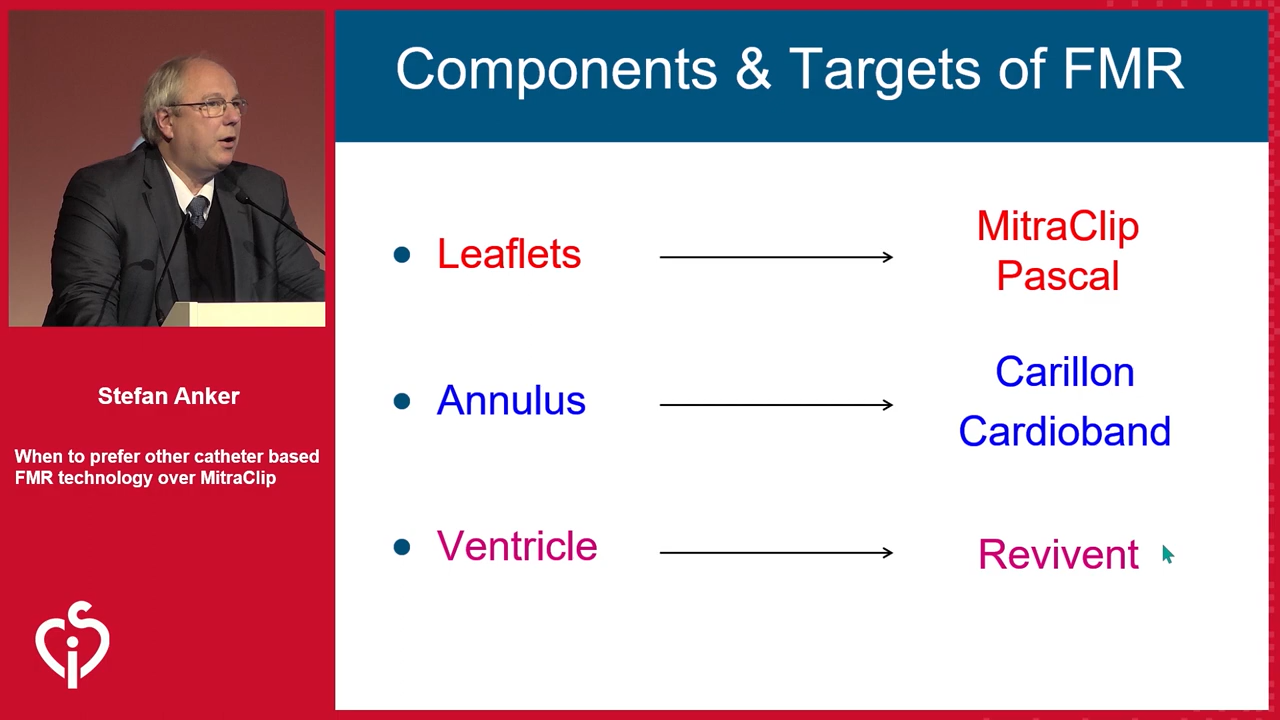 Components & Targets of FMR
• Leaflets
MitraClip
Pascal
• Annulus
Carillon
Cardioband
• Ventricle
Revivent
Stefan Anker
When to prefer other catheter based
FMR technology over MitraClip
ICS